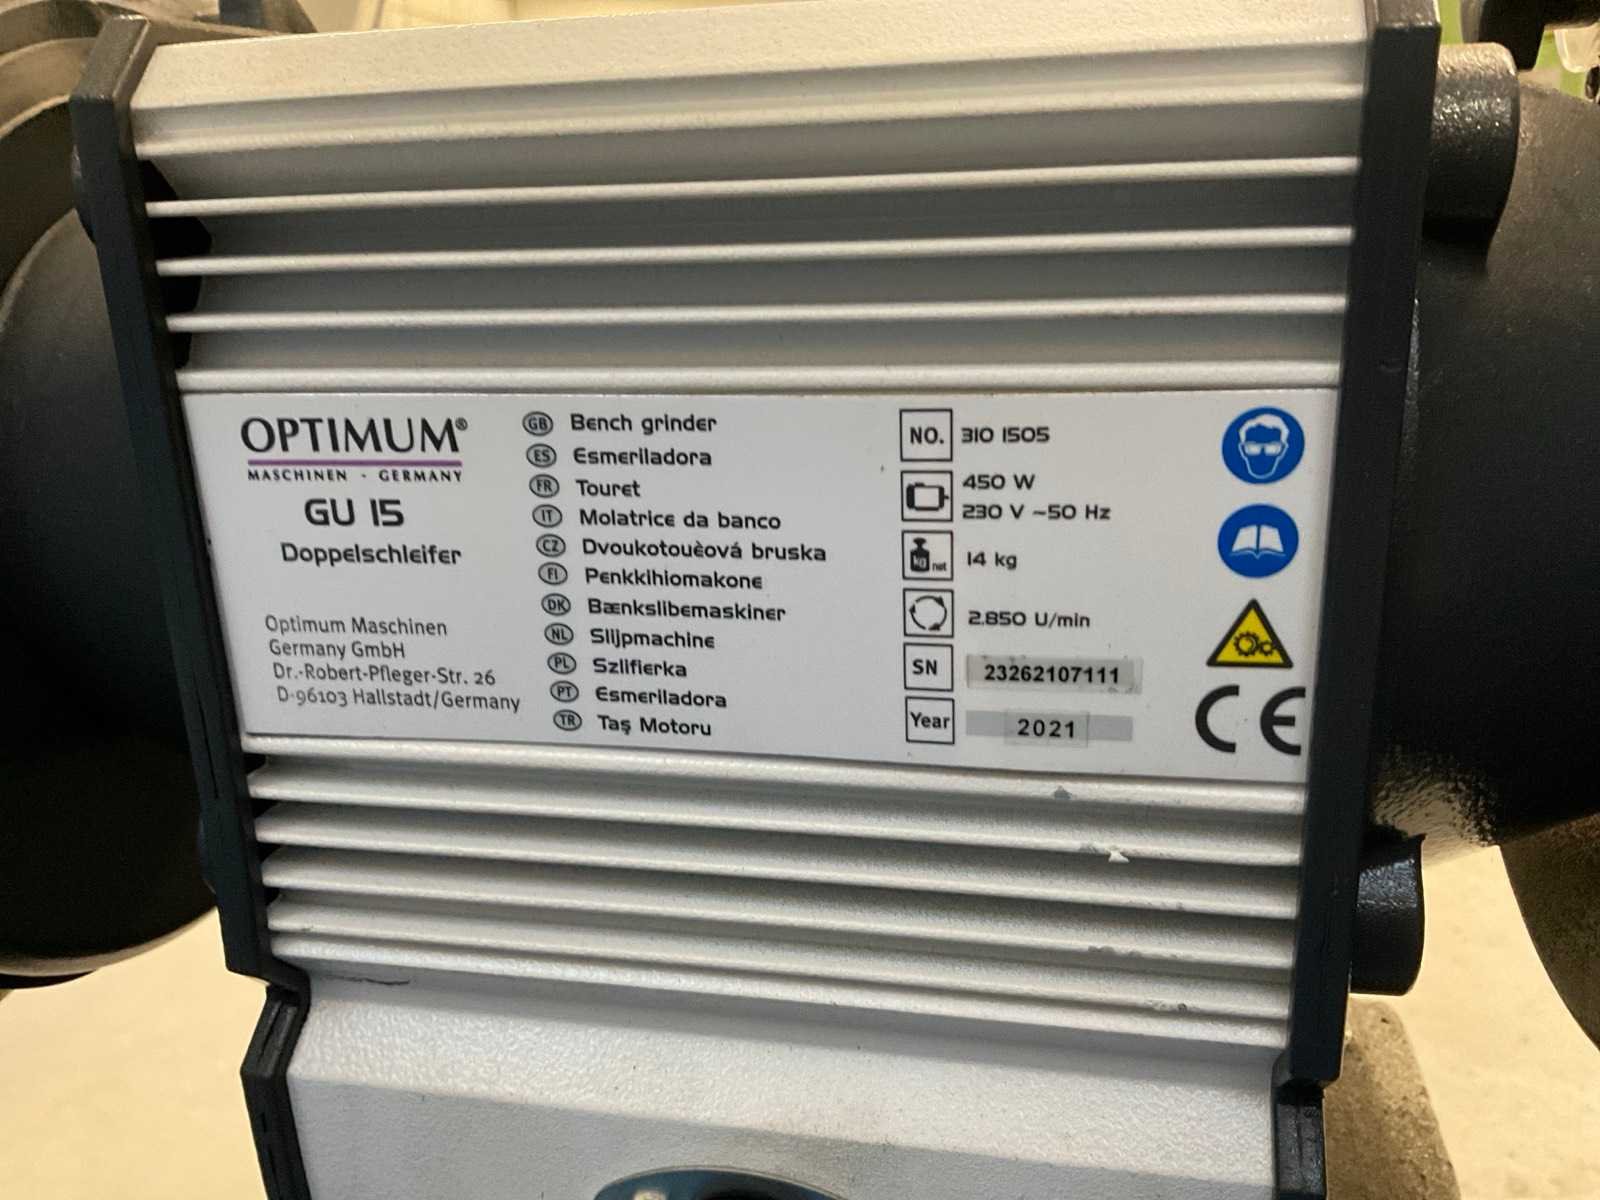 OPTIMUM®
MASCHINEN - GERMANY
GU 15
Doppelschleifer
Optimum Maschinen
Germany GmbH
Dr.-Robert-Pfleger-Str. 26
D-96103 Hallstadt/Germany
GB Bench grinder
ES Esmeriladora
FR Touret
IT Molatrice da banco
CZ Dvoukotouèová bruska
FI Penkkihiomakone
DK Bænkslibemaskiner
NL Slijpmachine
PL Szlifierka
PT Esmeriladora
TR Taş Motoru
NO. 310 1505
450 W
230 V ~50 Hz
kg net 14 kg
2.850 U/min
SN 23262107111
Year 2021
CE